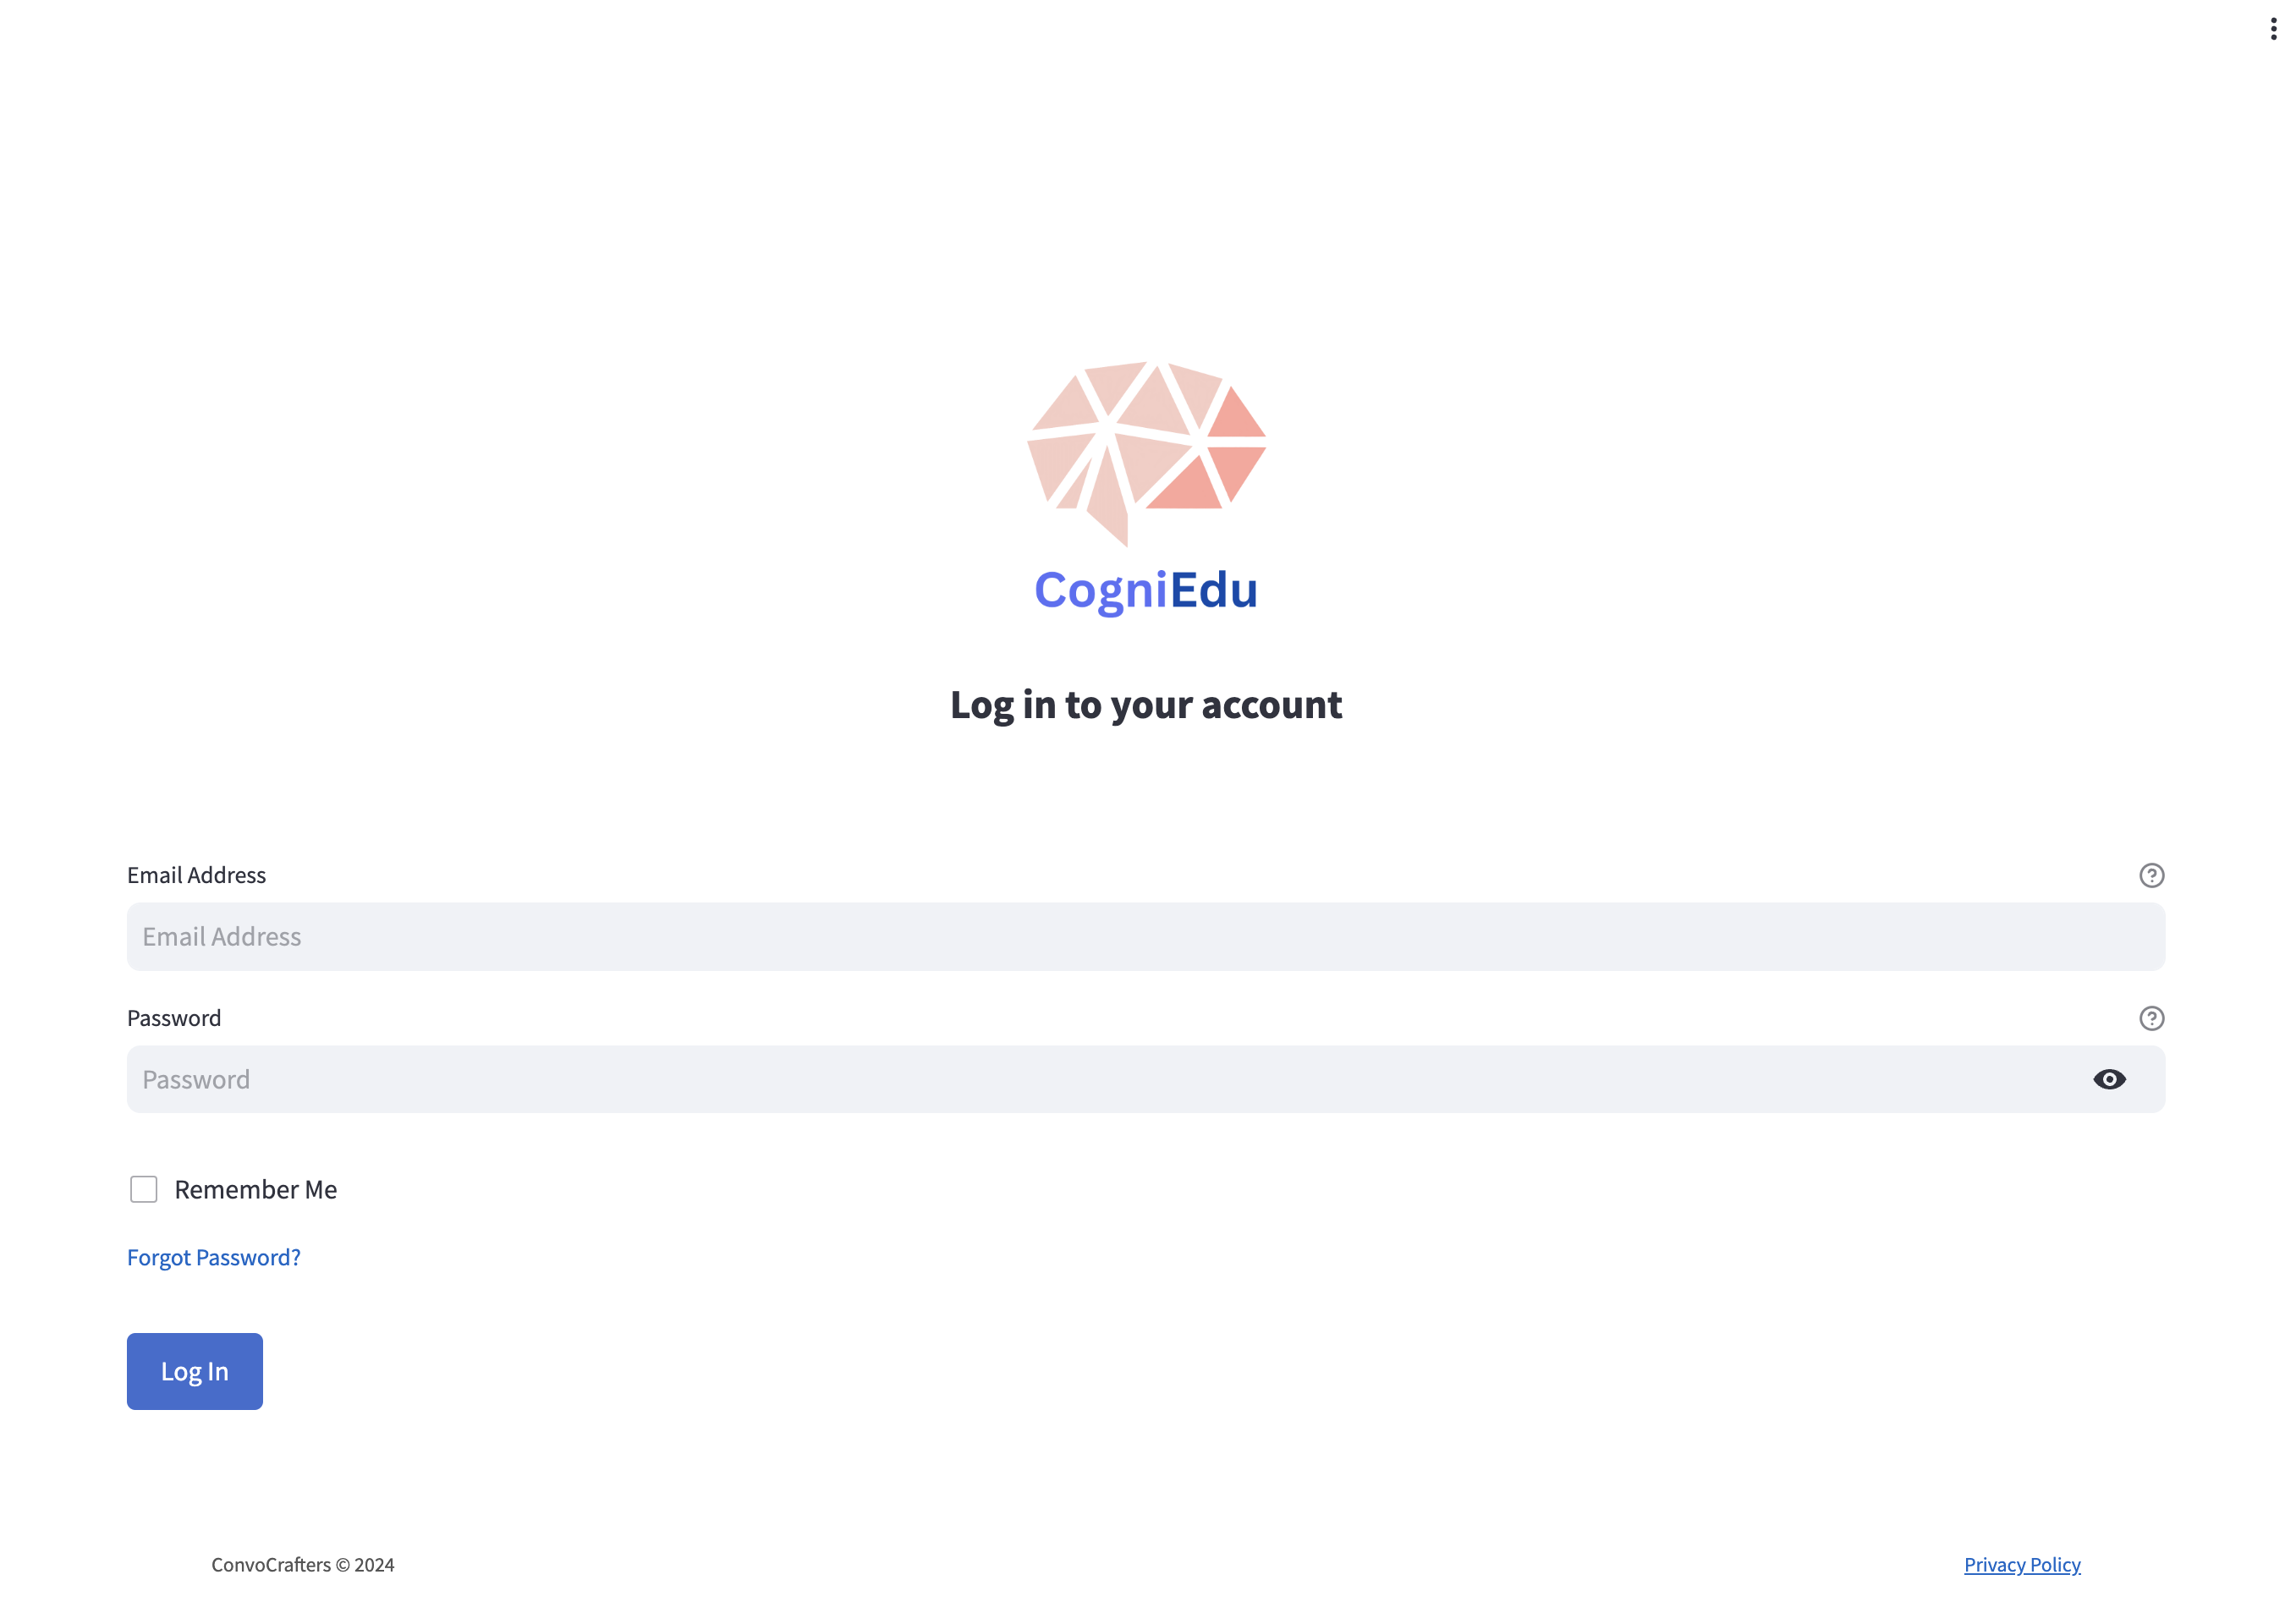 CogniEdu
Log in to your account
Email Address
Email Address
Password
Password
Remember Me
Forgot Password?
Log In
ConvoCrafters © 2024
Privacy Policy